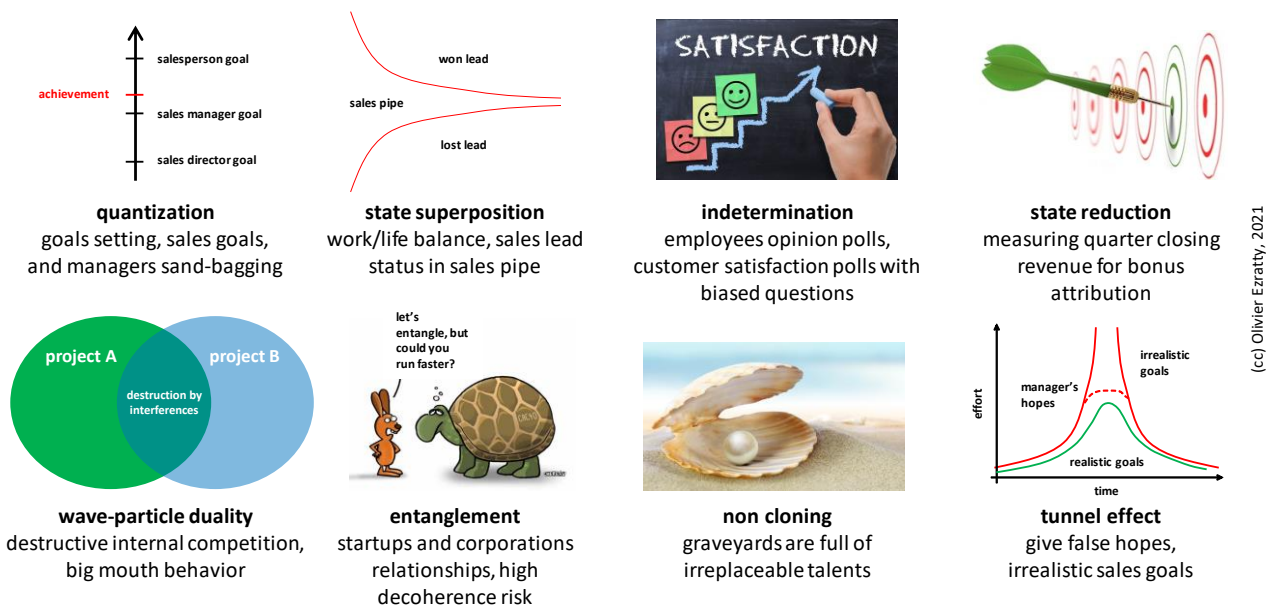 salesperson goal
achievement
sales manager goal
sales director goal
quantization
goals setting, sales goals,
and managers sand-bagging
won lead
sales pipe
lost lead
state superposition
work/life balance, sales lead
status in sales pipe
SATISFACTION
indetermination
employees opinion polls,
customer satisfaction polls with
biased questions
state reduction
measuring quarter closing
revenue for bonus
attribution
project A
project B
destruction by
interferences
wave-particle duality
destructive internal competition,
big mouth behavior
let's
entangle, but
could you
run faster?
entanglement
startups and corporations
relationships, high
decoherence risk
non cloning
graveyards are full of
irreplaceable talents
irrealistic
goals
manager's
hopes
effort
realistic goals
time
tunnel effect
give false hopes,
irrealistic sales goals
(cc) Olivier Ezratty, 2021